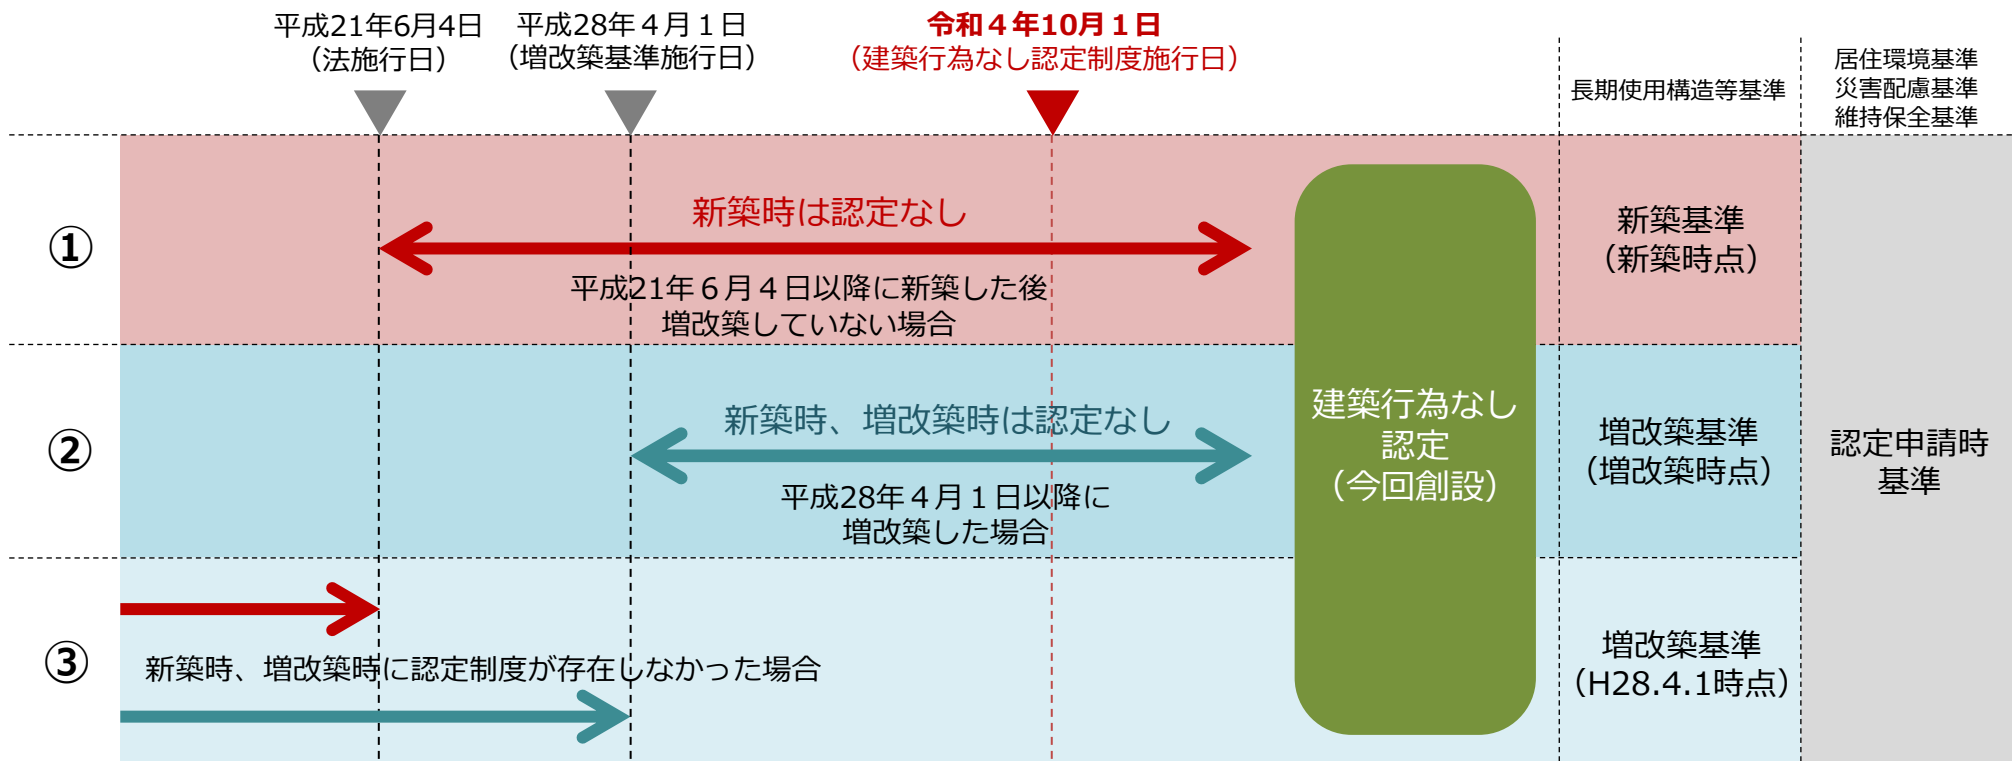 平成21年6月4日
（法施行日）
平成28年４月１日
（増改築基準施行日）
令和４年10月１日
（建築行為なし認定制度施行日）
長期使用構造等基準
居住環境基準
災害配慮基準
維持保全基準
①
新築時は認定なし
平成21年６月４日以降に新築した後
増改築していない場合
新築基準
（新築時点）
②
新築時、増改築時は認定なし
平成28年４月１日以降に
増改築した場合
建築行為なし
認定
（今回創設）
増改築基準
（増改築時点）
認定申請時
基準
③
新築時、増改築時に認定制度が存在しなかった場合
増改築基準
（H28.4.1時点）